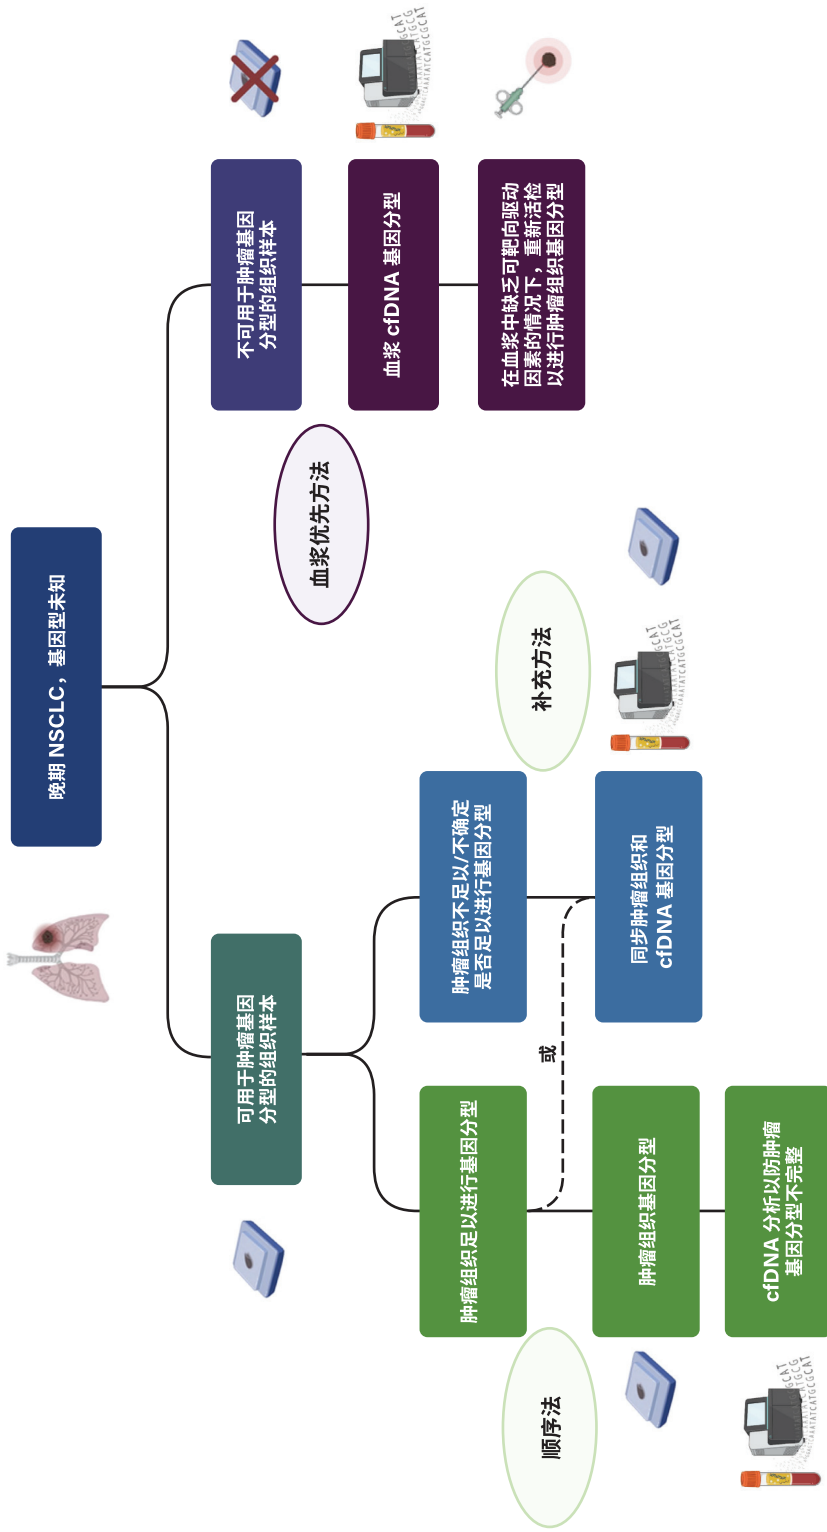 晚期 NSCLC，基因型未知
可用于肿瘤基因
分型的组织样本
不可用于肿瘤基因
分型的组织样本
血浆优先方法
血浆 cfDNA 基因分型
在血浆中缺乏可靶向驱动
因素的情况下，重新活检
以进行肿瘤组织基因分型
肿瘤组织足以进行基因分型
肿瘤组织不足以/不确定
是否足以进行基因分型
补充方法
顺序法
或
肿瘤组织基因分型
同步肿瘤组织和
cfDNA 基因分型
cfDNA 分析以防肿瘤
基因分型不完整